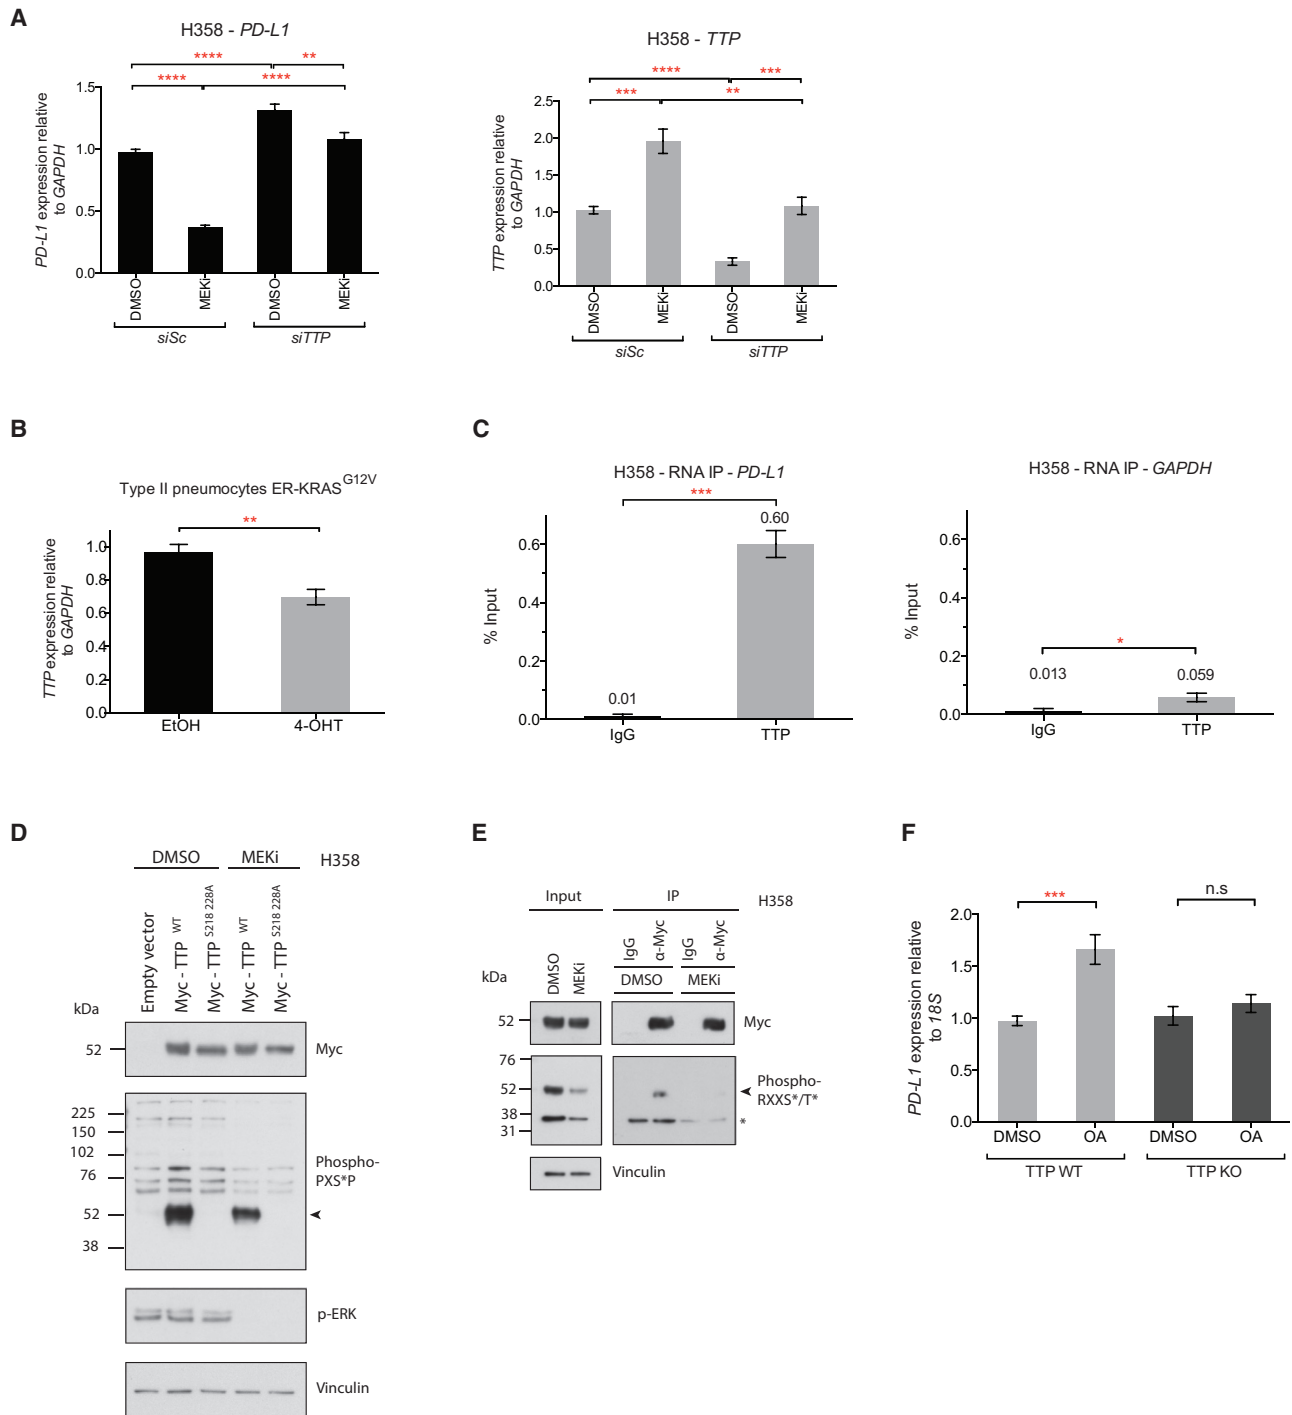 A
H358 - PD-L1
**** **
**** ****
PD-L1 expression relative
to GAPDH
1.5
1.0
0.5
0.0
DMSO
MEKi
DMSO
MEKi
siSc siTTP
H358 - TTP
**** ***
*** **
TTP expression relative
to GAPDH
2.5
2.0
1.5
1.0
0.5
0.0
DMSO
MEKi
DMSO
MEKi
siSc siTTP
B
Type II pneumocytes ER-KRAS G12V
**
TTP expression relative
to GAPDH
1.0
0.8
0.6
0.4
0.2
0.0
EtOH 4-OHT
C
H358 - RNA IP - PD-L1
***
0.60
0.01
% Input
0.6
0.4
0.2
0.0
IgG TTP
H358 - RNA IP - GAPDH
*
0.013 0.059
% Input
0.6
0.4
0.2
0.0
IgG TTP
D
DMSO MEKi H358
Empty vector
Myc - TTP WT
Myc - TTP S218 228A
Myc - TTP WT
Myc - TTP S218 228A
kDa
52 Myc
225
150
102
76
52
38
Phospho-
PXS*P
p-ERK
Vinculin
E
Input IP H358
DMSO
MEKi
IgG
α-Myc
IgG
α-Myc
DMSO MEKi
kDa
52 Myc
76
52
38
31
Phospho-
RXXS*/T*
*
Vinculin
F
*** n.s
PD-L1 expression relative
to 18S
2.0
1.5
1.0
0.5
0.0
DMSO OA DMSO OA
TTP WT TTP KO